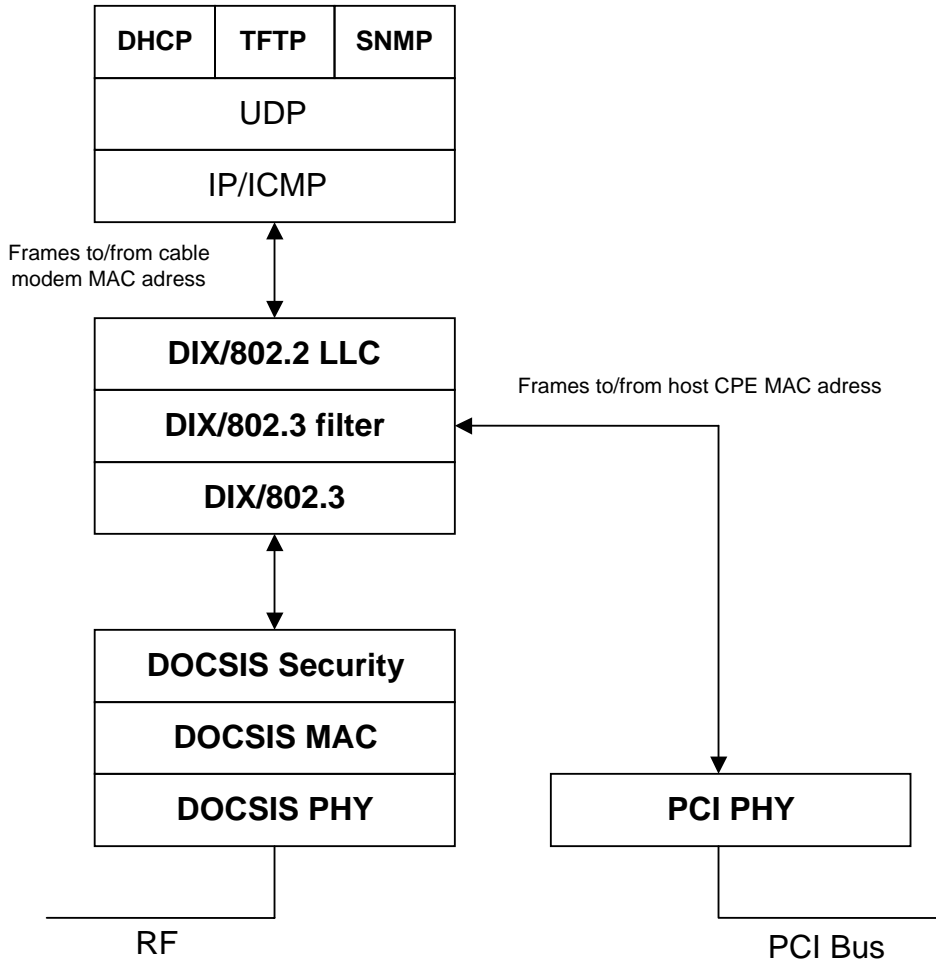 DHCP TFTP SNMP
UDP
IP/ICMP
Frames to/from cable
modem MAC adress
DIX/802.2 LLC
Frames to/from host CPE MAC adress
DIX/802.3 filter
DIX/802.3
DOCSIS Security
DOCSIS MAC
DOCSIS PHY
PCI PHY
RF
PCI Bus